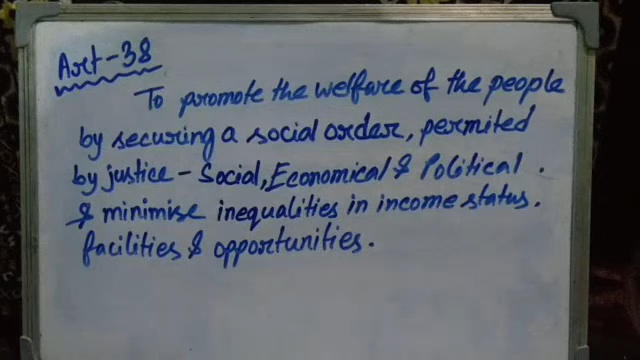 Art-38
To promote the welfare of the people
by securing a social order, permited
by justice - Social, Economical & Political.
& minimise inequalities in income status.
facilities & opportunities.